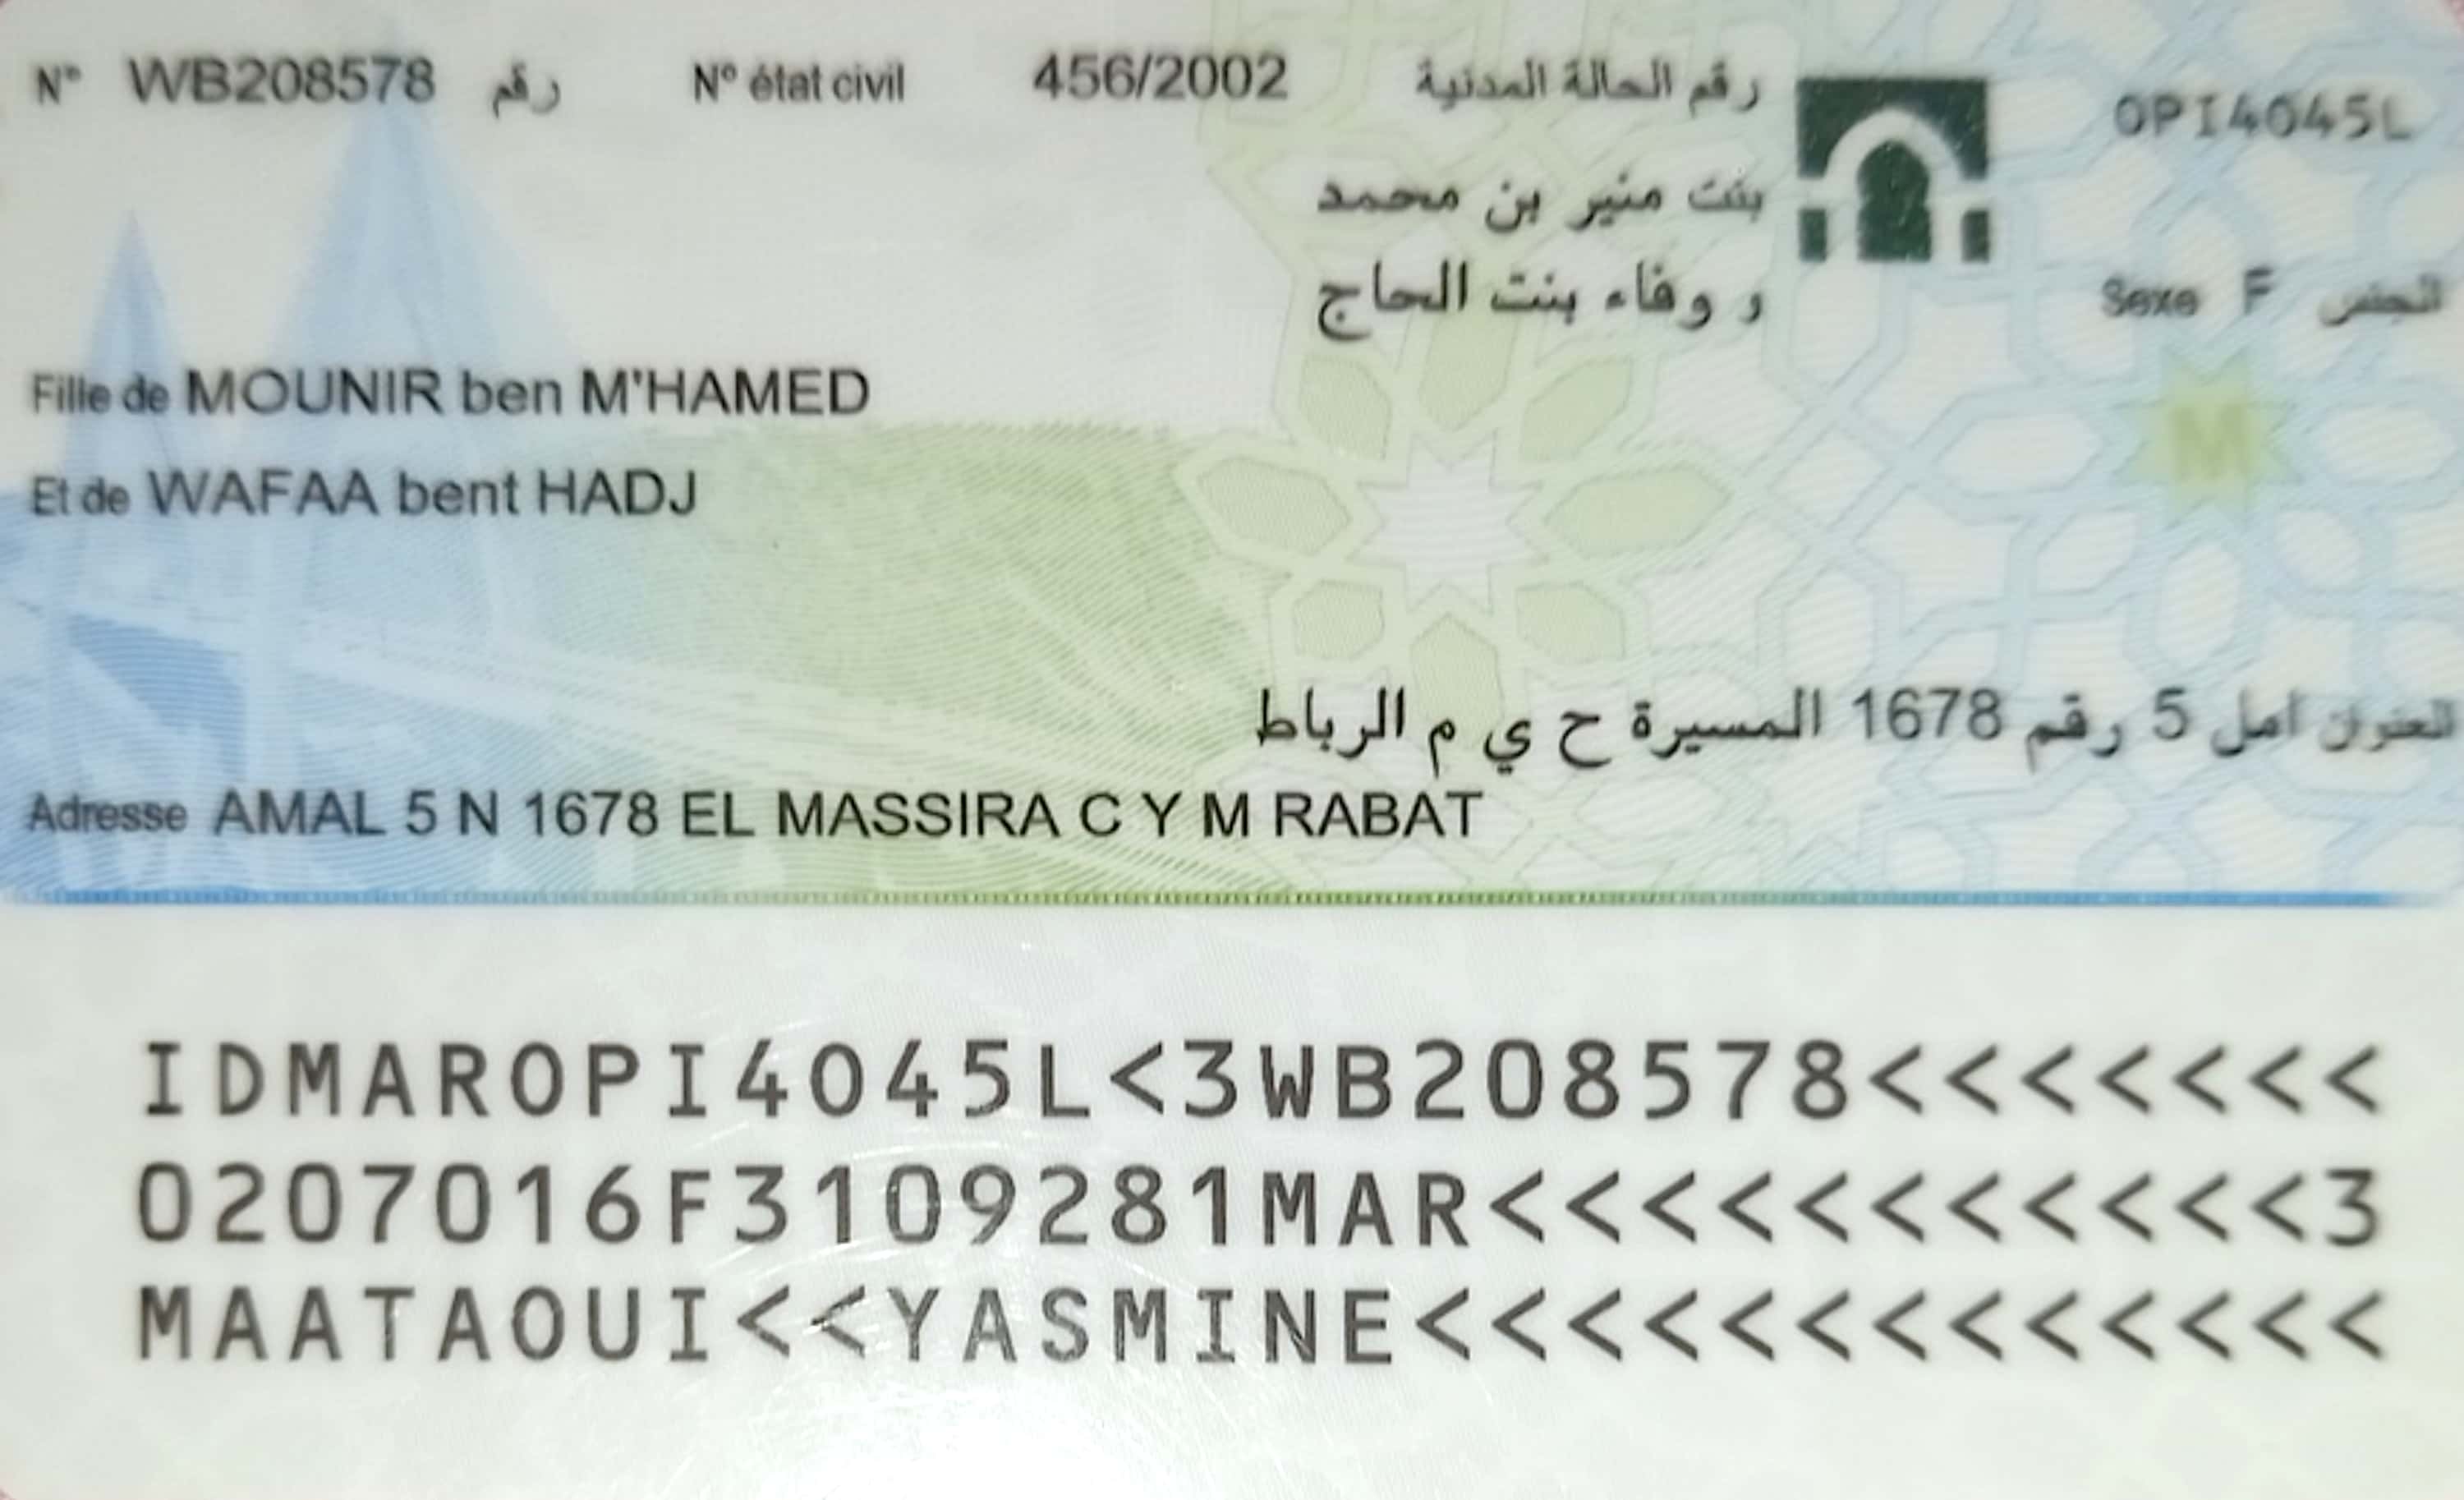 N° WB208578 رقم N° état civil 456/2002 رقم الحالة المدنية
OPI4045L
بنت منير بن محمد
و وفاء بنت الحاج
Sexe F الجنس
Fille de MOUNIR ben M'HAMED
M
Et de WAFAA bent HADJ
العنوان امل 5 رقم 1678 المسيرة ح ي م الرباط
Adresse AMAL 5 N 1678 EL MASSIRA C Y M RABAT
IDMAROPI4045L<3WB208578<<<<<<<
0207016F3109281MAR<<<<<<<<<<<3
MAATAOUI<<YASMINE<<<<<<<<<<<<<